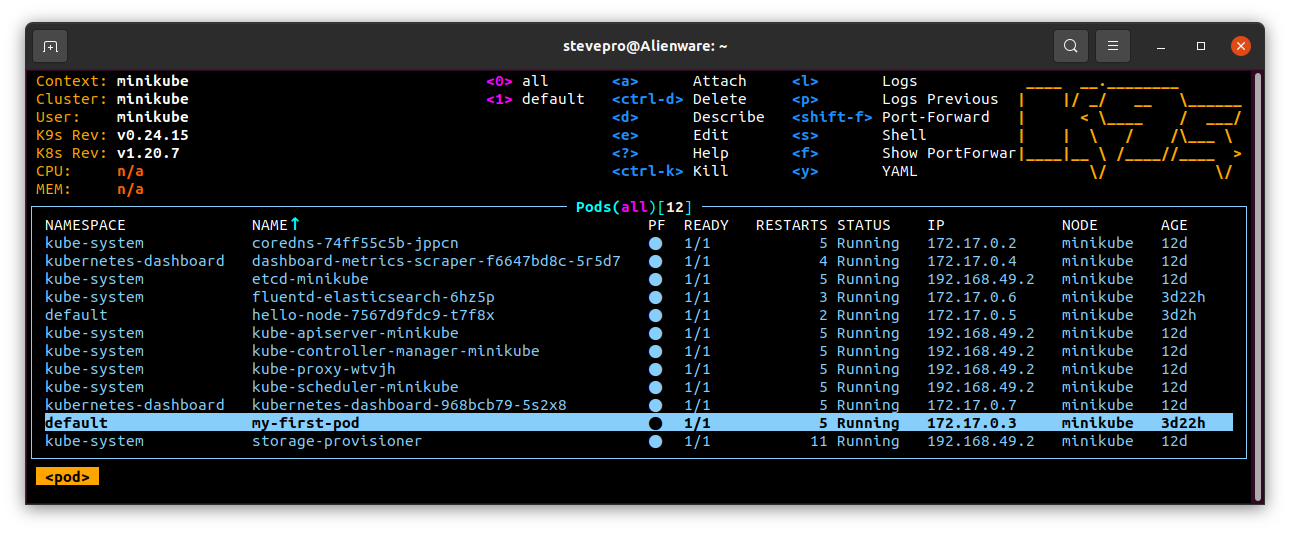 stevepro@Alienware: ~
Context: minikube <0> all <a> Attach <l> Logs
Cluster: minikube <1> default <ctrl-d> Delete <p> Logs Previous
User: minikube <d> Describe <shift-f> Port-Forward
K9s Rev: v0.24.15 <e> Edit <s> Shell
K8s Rev: v1.20.7 <?> Help <f> Show PortForwar
CPU: n/a <ctrl-k> Kill <y> YAML
MEM: n/a
Pods(all)[12]
NAMESPACE NAME↑ PF READY RESTARTS STATUS IP NODE AGE
kube-system coredns-74ff55c5b-jppcn ● 1/1 5 Running 172.17.0.2 minikube 12d
kubernetes-dashboard dashboard-metrics-scraper-f6647bd8c-5r5d7 ● 1/1 4 Running 172.17.0.4 minikube 12d
kube-system etcd-minikube ● 1/1 5 Running 192.168.49.2 minikube 12d
kube-system fluentd-elasticsearch-6hz5p ● 1/1 3 Running 172.17.0.6 minikube 3d22h
default hello-node-7567d9fdc9-t7f8x ● 1/1 2 Running 172.17.0.5 minikube 3d2h
kube-system kube-apiserver-minikube ● 1/1 5 Running 192.168.49.2 minikube 12d
kube-system kube-controller-manager-minikube ● 1/1 5 Running 192.168.49.2 minikube 12d
kube-system kube-proxy-wtvjh ● 1/1 5 Running 192.168.49.2 minikube 12d
kube-system kube-scheduler-minikube ● 1/1 5 Running 192.168.49.2 minikube 12d
kubernetes-dashboard kubernetes-dashboard-968bcb79-5s2x8 ● 1/1 5 Running 172.17.0.7 minikube 12d
default my-first-pod ● 1/1 5 Running 172.17.0.3 minikube 3d22h
kube-system storage-provisioner ● 1/1 11 Running 192.168.49.2 minikube 12d
<pod>